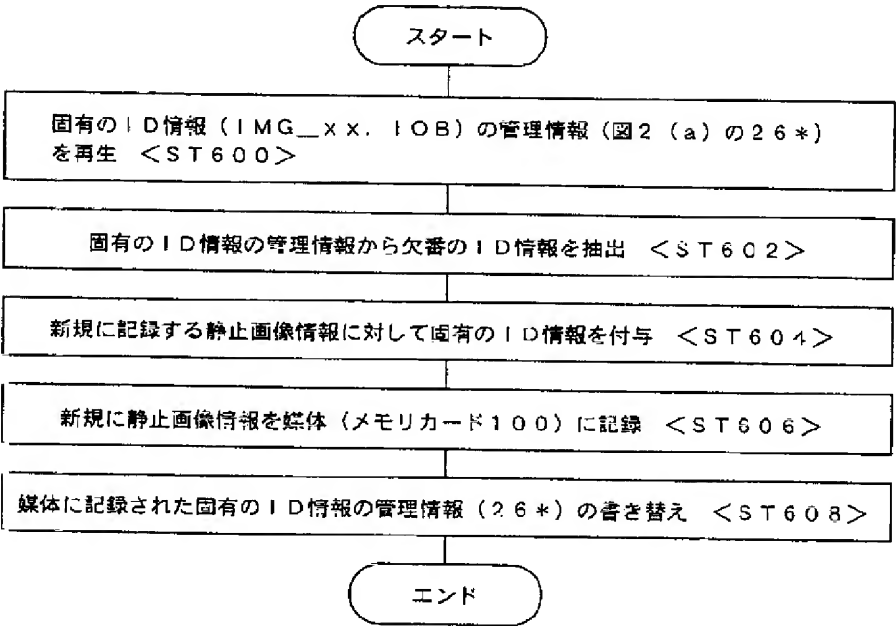 スタート
固有のID情報(IMG__xx.IOB)の管理情報(図2(a)の26*)
を再生 <ST600>
固有のID情報の管理情報から欠番のID情報を抽出 <ST602>
新規に記録する静止画像情報に対して固有のID情報を付与 <ST604>
新規に静止画像情報を媒体(メモリカード100)に記録 <ST606>
媒体に記録された固有のID情報の管理情報(26*)の書き替え <ST608>
エンド